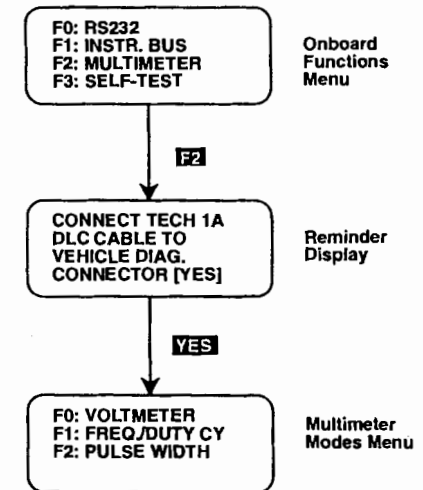 F0: RS232
F1: INSTR. BUS
F2: MULTIMETER
F3: SELF-TEST
Onboard
Functions
Menu
F2
CONNECT TECH 1A
DLC CABLE TO
VEHICLE DIAG.
CONNECTOR [YES]
Reminder
Display
YES
F0: VOLTMETER
F1: FREQ./DUTY CY
F2: PULSE WIDTH
Multimeter
Modes Menu